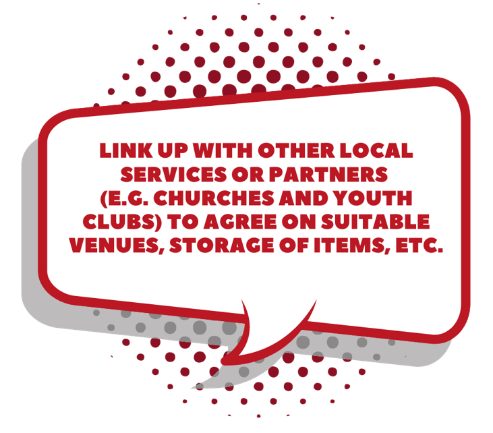 LINK UP WITH OTHER LOCAL
SERVICES OR PARTNERS
(E.G. CHURCHES AND YOUTH
CLUBS) TO AGREE ON SUITABLE
VENUES, STORAGE OF ITEMS, ETC.